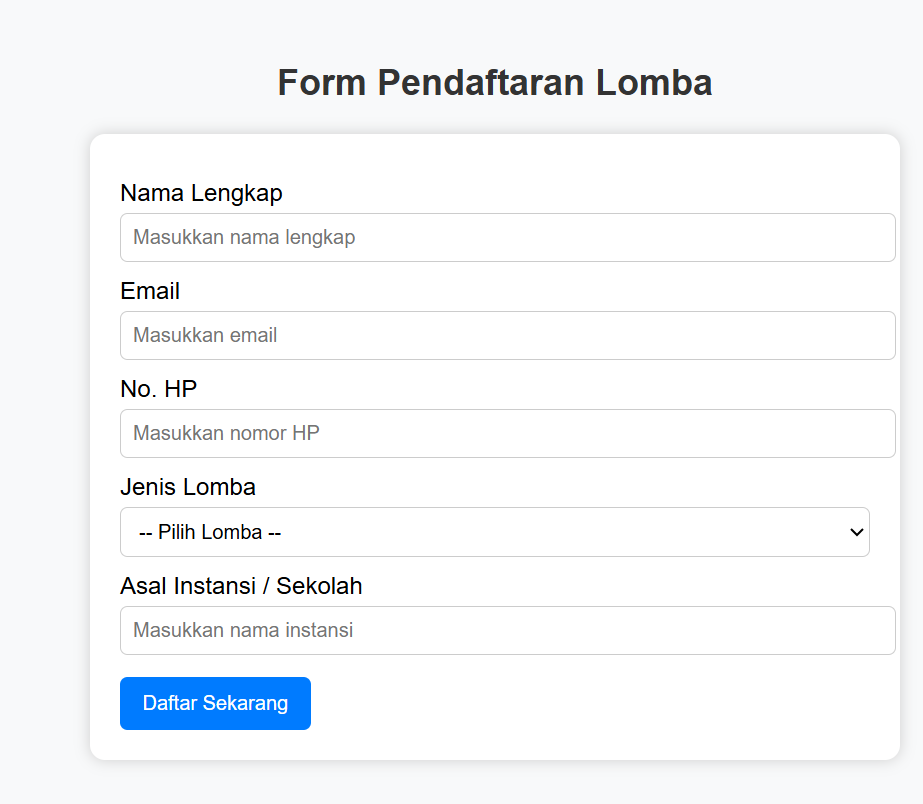 Form Pendaftaran Lomba
Nama Lengkap
Masukkan nama lengkap
Email
Masukkan email
No. HP
Masukkan nomor HP
Jenis Lomba
-- Pilih Lomba --
Asal Instansi / Sekolah
Masukkan nama instansi
Daftar Sekarang